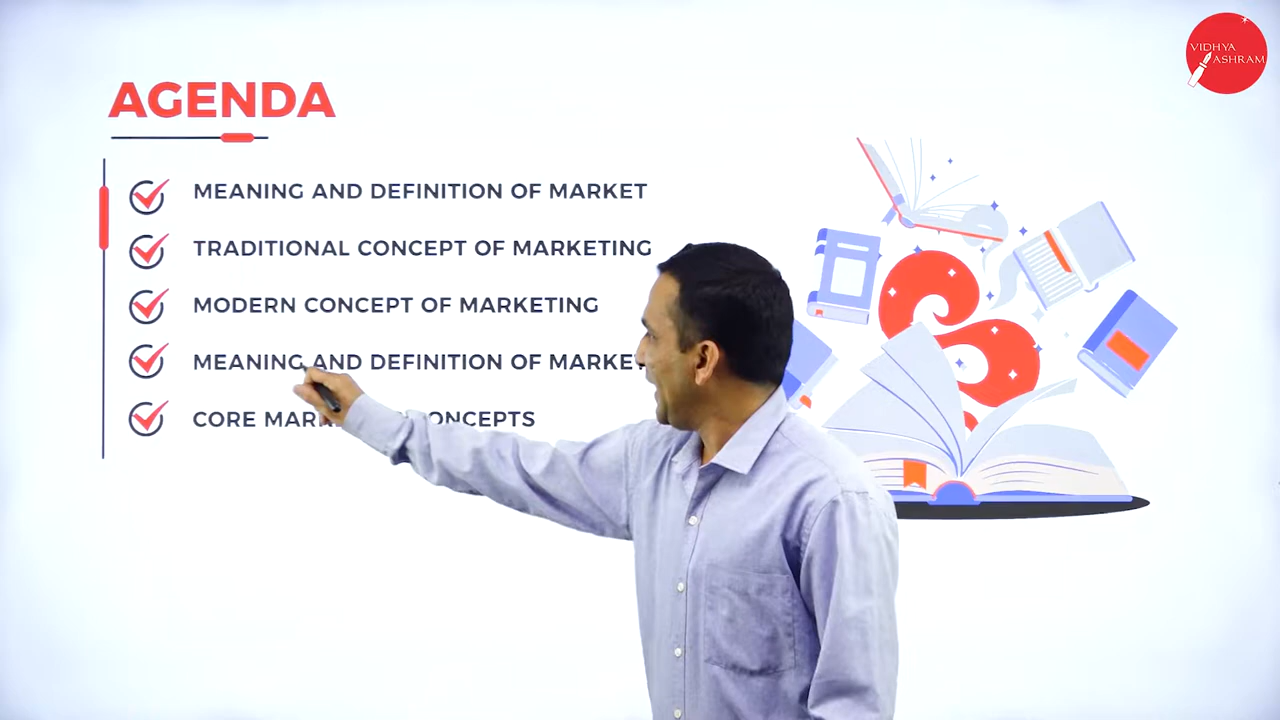 VIDHYA
ASHRAM
AGENDA
MEANING AND DEFINITION OF MARKET
TRADITIONAL CONCEPT OF MARKETING
MODERN CONCEPT OF MARKETING
MEANING AND DEFINITION OF
CORE